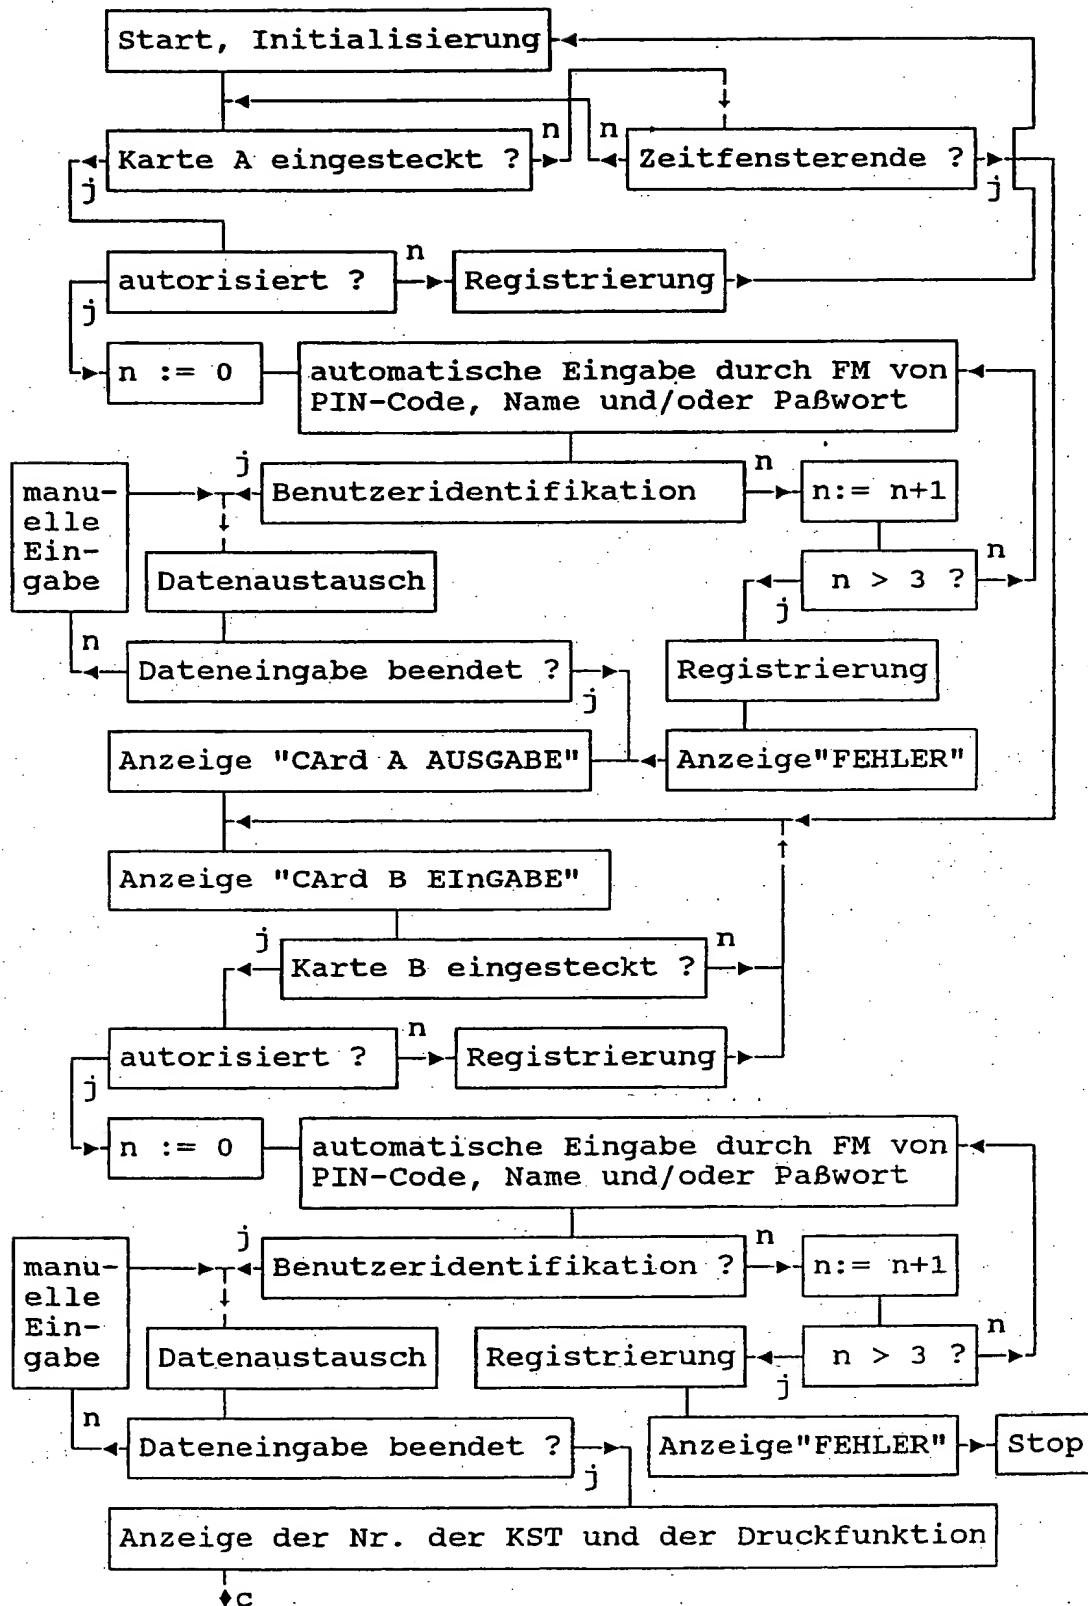 Start, Initialisierung
n n
Karte A eingesteckt ?
Zeitfensterende ?
j j
autorisiert ?
n
Registrierung
j
n := 0
automatische Eingabe durch FM von
PIN-Code, Name und/oder Paßwort
manu-
elle
Ein-
gabe
j
Benutzeridentifikation
n
n:= n+1
Datenaustausch
n > 3 ?
n
j
n
Dateneingabe beendet ?
j
Registrierung
Anzeige "CArd A AUSGABE"
Anzeige"FEHLER"
Anzeige "CArd B EInGABE"
j
Karte B eingesteckt ?
n
autorisiert ?
n
Registrierung
j
n := 0
automatische Eingabe durch FM von
PIN-Code, Name und/oder Paßwort
manu-
elle
Ein-
gabe
j
Benutzeridentifikation ?
n
n:= n+1
Datenaustausch
Registrierung
j
n > 3 ?
n
n
Dateneingabe beendet ?
j
Anzeige"FEHLER"
Stop
Anzeige der Nr. der KST und der Druckfunktion
c